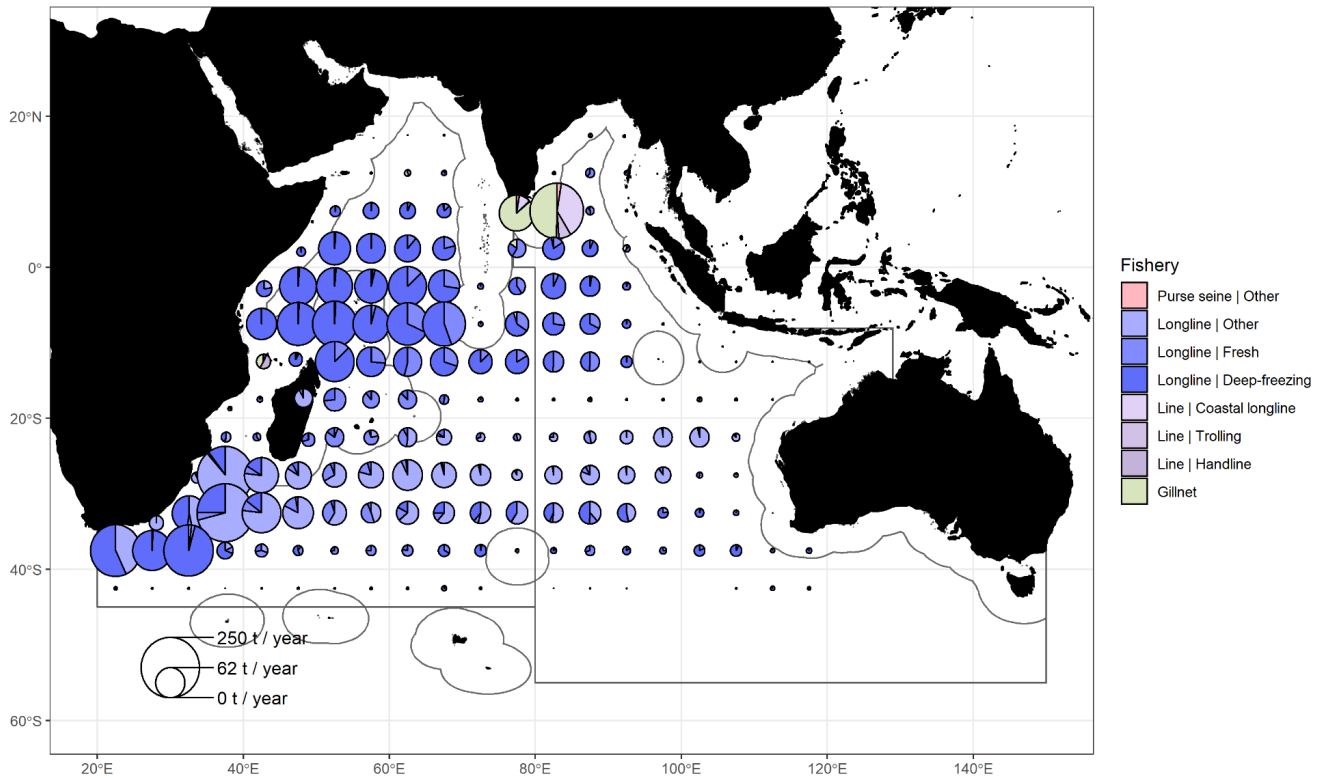 20°N
0°
20°S
40°S
60°S
20°E
40°E
60°E
80°E
100°E
120°E
140°E
250 t / year
62 t / year
0 t / year
Fishery
Purse seine | Other
Longline | Other
Longline | Fresh
Longline | Deep-freezing
Line | Coastal longline
Line | Trolling
Line | Handline
Gillnet